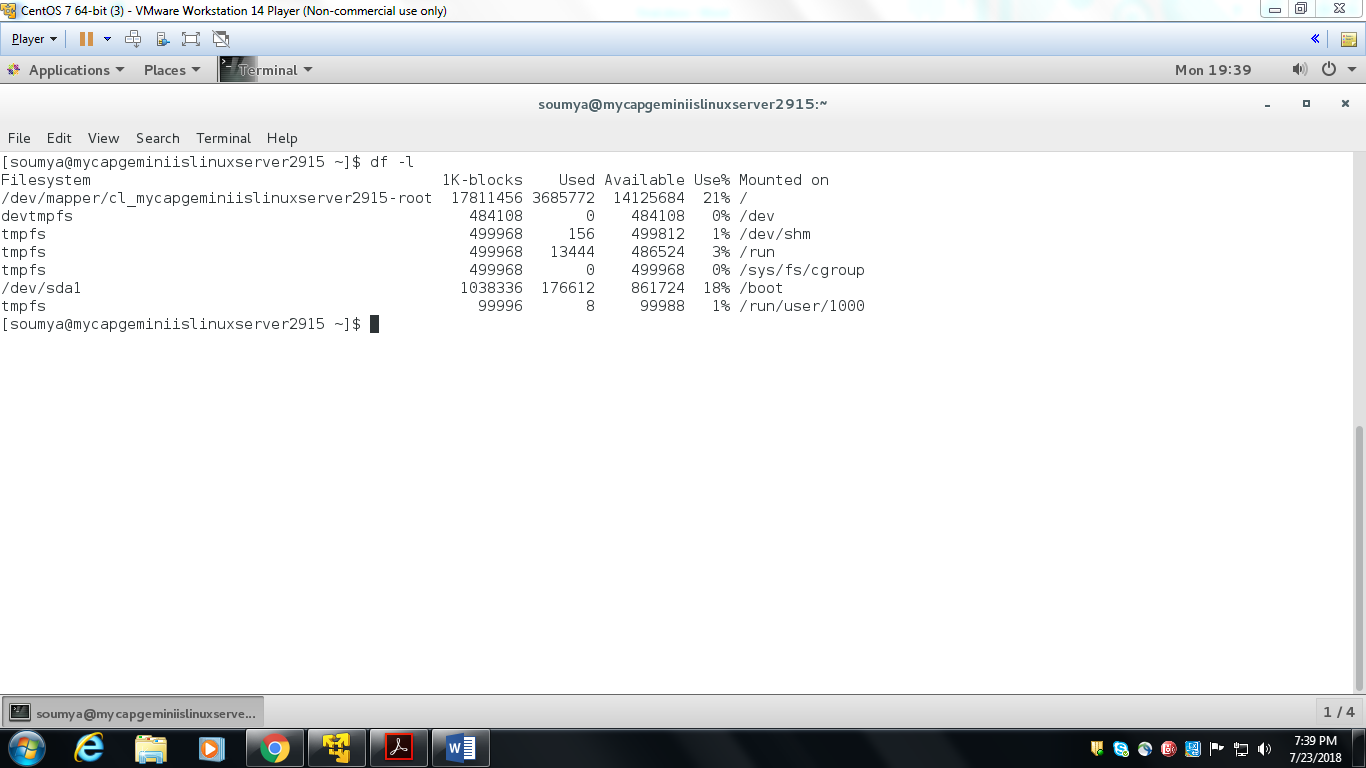 CentOS 7 64-bit (3) - VMware Workstation 14 Player (Non-commercial use only)
Player
Applications Places Terminal Mon 19:39
soumya@mycapgeminiislinuxserver2915:~
File Edit View Search Terminal Help
[soumya@mycapgeminiislinuxserver2915 ~]$ df -l
Filesystem 1K-blocks Used Available Use% Mounted on
/dev/mapper/cl_mycapgeminiislinuxserver2915-root 17811456 3685772 14125684 21% /
devtmpfs 484108 0 484108 0% /dev
tmpfs 499968 156 499812 1% /dev/shm
tmpfs 499968 13444 486524 3% /run
tmpfs 499968 0 499968 0% /sys/fs/cgroup
/dev/sda1 1038336 176612 861724 18% /boot
tmpfs 99996 8 99988 1% /run/user/1000
[soumya@mycapgeminiislinuxserver2915 ~]$
soumya@mycapgeminiislinuxserve... 1 / 4
7:39 PM
7/23/2018